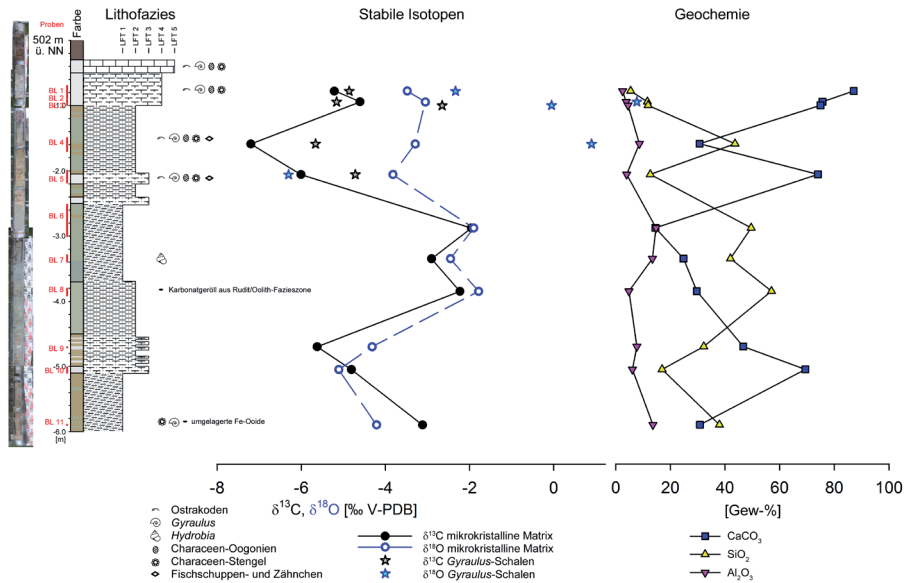 Lithofazies
Stabile Isotopen
Geochemie
Proben
Farbe
LFT 1
LFT 2
LFT 3
LFT 4
LFT 5
502 m
ü. NN
BL 1
BL 2
-1.0
BL 4
-2.0
BL 5
BL 6
-3.0
BL 7
BL 8
Karbonatgeröll aus Rudit/Oolith-Fazieszone
-4.0
BL 9
-5.0
BL 10
BL 11
umgelagerte Fe-Ooide
-6.0
[m]
-8 -6 -4 -2 0
0 20 40 60 80 100
δ¹³C, δ¹⁸O [‰ V-PDB]
[Gew-%]
Ostrakoden
Gyraulus
Hydrobia
Characeen-Oogonien
Characeen-Stengel
Fischschuppen- und Zähnchen
δ¹³C mikrokristalline Matrix
δ¹⁸O mikrokristalline Matrix
δ¹³C Gyraulus-Schalen
δ¹⁸O Gyraulus-Schalen
CaCO₃
SiO₂
Al₂O₃